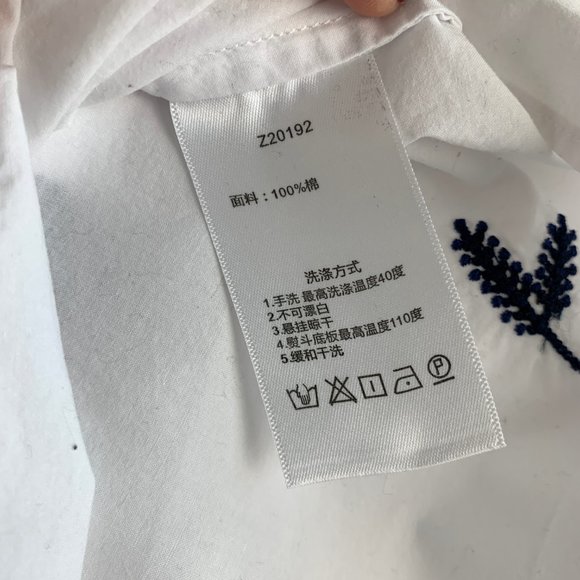 Z20192
面料：100%棉
洗涤方式
1.手洗 最高洗涤温度40度
2.不可漂白
3.悬挂晾干
4.熨斗底板最高温度110度
5.缓和干洗
P